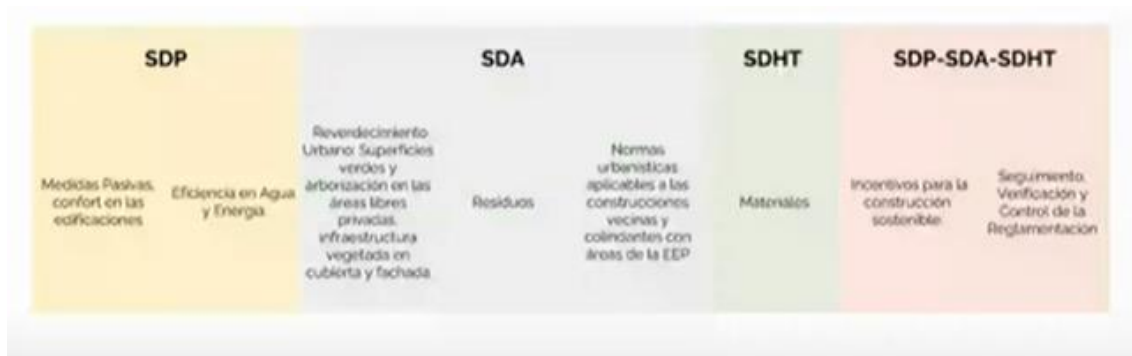 SDP
SDA
SDHT
SDP-SDA-SDHT
Medidas Pasivas,
confort en las
edificaciones
Eficiencia en Agua
y Energía
Reverdecimiento
Urbano: Superficies
verdes y
arborización en las
áreas libres
privadas,
infraestructura
vegetada en
cubierta y fachada
Residuos
Normas
urbanísticas
aplicables a las
construcciones
vecinas y
colindantes con
áreas de la EEP
Materiales
Incentivos para la
construcción
sostenible
Seguimiento,
Verificación y
Control de la
Reglamentación